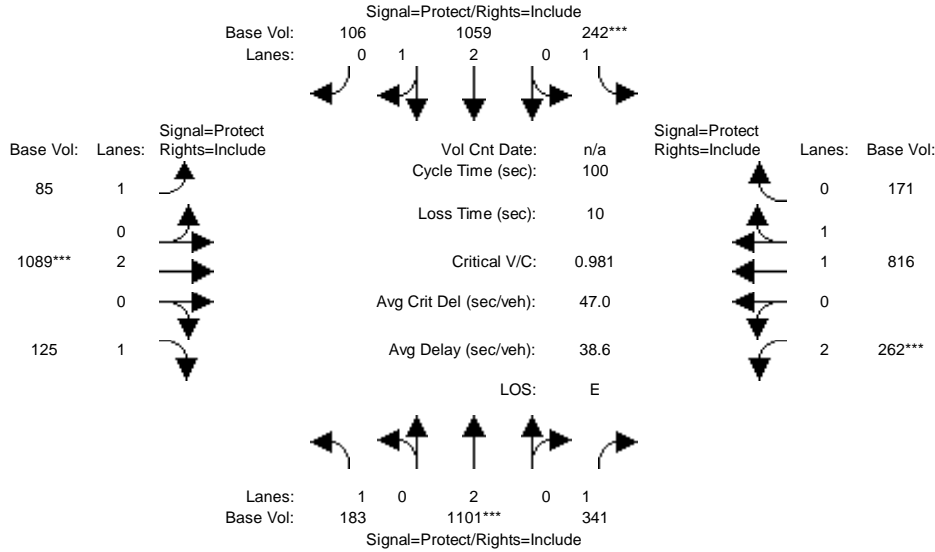 Signal=Protect/Rights=Include
Base Vol: 106 1059 242***
Lanes: 0 1 2 0 1
Signal=Protect Signal=Protect
Base Vol: Lanes: Rights=Include Vol Cnt Date: n/a Rights=Include Lanes: Base Vol:
Cycle Time (sec): 100
85 1 0 171
Loss Time (sec): 10
0 1
1089*** 2 Critical V/C: 0.981 1 816
0 Avg Crit Del (sec/veh): 47.0 0
125 1 Avg Delay (sec/veh): 38.6 2 262***
LOS: E
Lanes: 1 0 2 0 1
Base Vol: 183 1101*** 341
Signal=Protect/Rights=Include